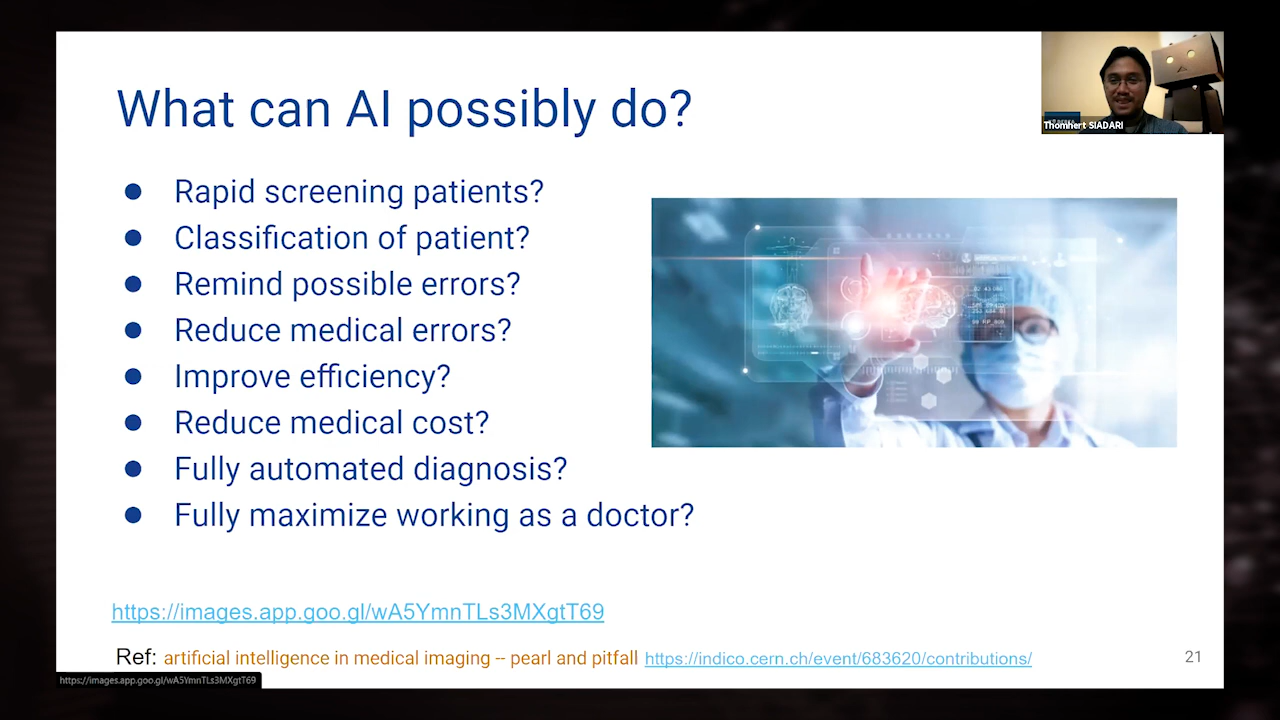 What can AI possibly do?
Thomhert SIADARI
● Rapid screening patients?
● Classification of patient?
● Remind possible errors?
● Reduce medical errors?
● Improve efficiency?
● Reduce medical cost?
● Fully automated diagnosis?
● Fully maximize working as a doctor?
https://images.app.goo.gl/wA5YmnTLs3MXgtT69
Ref: artificial intelligence in medical imaging -- pearl and pitfall https://indico.cern.ch/event/683620/contributions/
21
https://images.app.goo.gl/wA5YmnTLs3MXgtT69